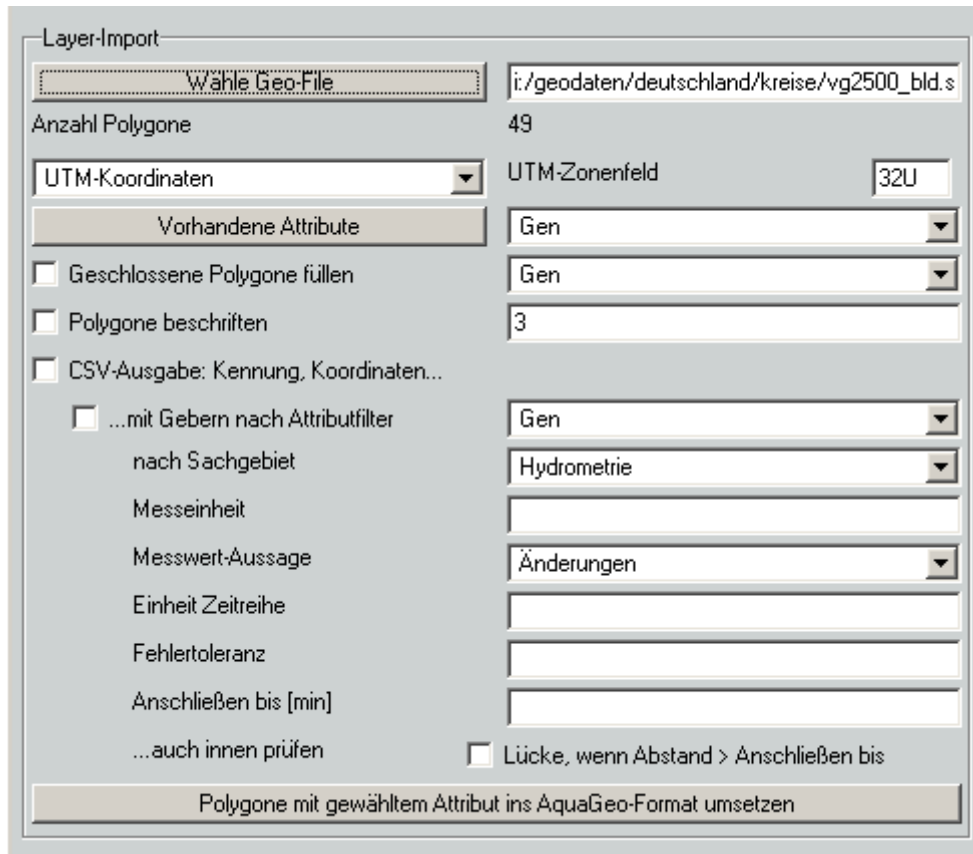 Layer-Import
Wähle Geo-File i:/geodaten/deutschland/kreise/vg2500_bld.s
Anzahl Polygone 49
UTM-Koordinaten UTM-Zonenfeld 32U
Vorhandene Attribute Gen
Geschlossene Polygone füllen Gen
Polygone beschriften 3
CSV-Ausgabe: Kennung, Koordinaten...
...mit Gebern nach Attributfilter Gen
nach Sachgebiet Hydrometrie
Messeinheit
Messwert-Aussage Änderungen
Einheit Zeitreihe
Fehlertoleranz
Anschließen bis [min]
...auch innen prüfen Lücke, wenn Abstand > Anschließen bis
Polygone mit gewähltem Attribut ins AquaGeo-Format umsetzen